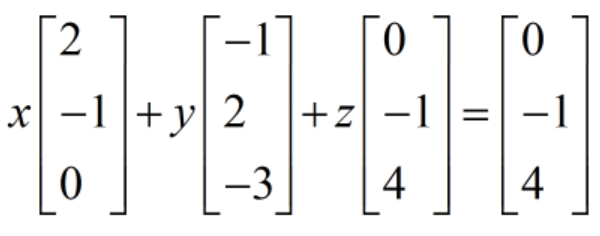 x[2 -1 0] + y[-1 2 -3] + z[0 -1 4] = [0 -1 4]